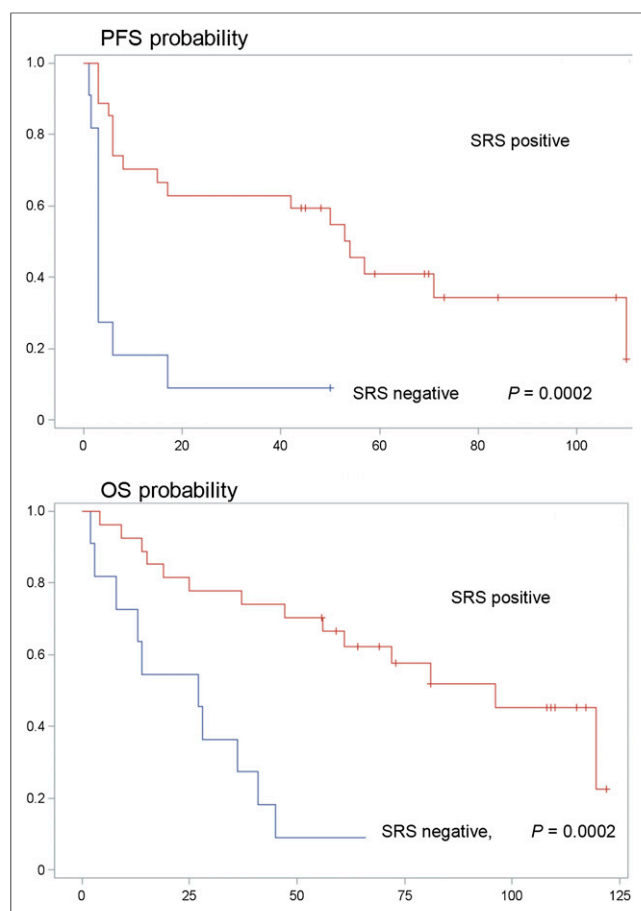 PFS probability
1.0
SRS positive
0.8
0.6
0.4
0.2
SRS negative P = 0.0002
0
0 20 40 60 80 100
OS probability
1.0
SRS positive
0.8
0.6
0.4
0.2
SRS negative, P = 0.0002
0
0 25 50 75 100 125